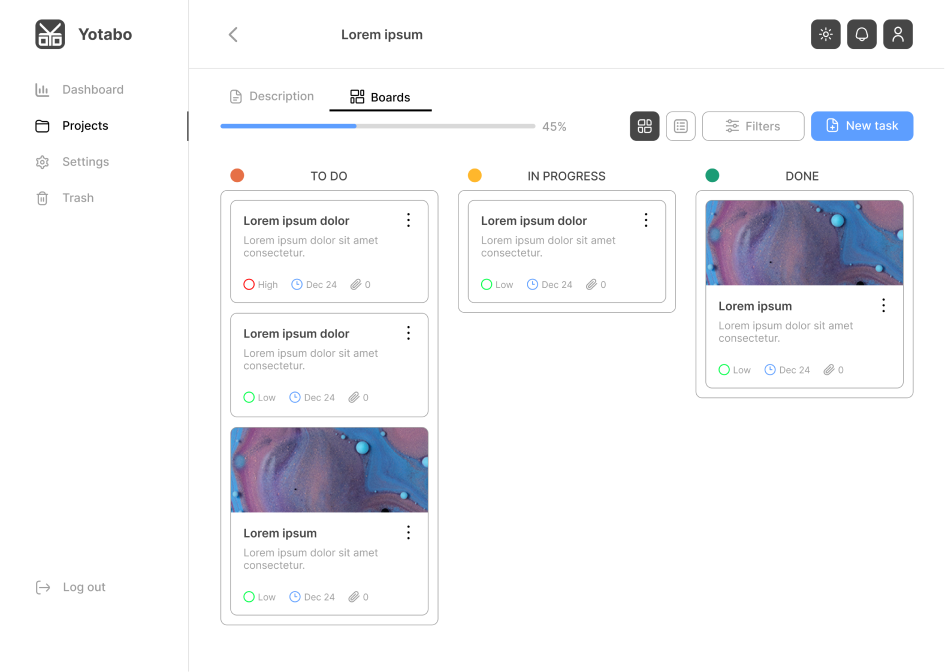 Yotabo
Dashboard
Projects
Settings
Trash
Log out
Lorem ipsum
Description
Boards
45%
Filters
New task
TO DO
Lorem ipsum dolor
Lorem ipsum dolor sit amet
consectetur.
High Dec 24 0
Lorem ipsum dolor
Lorem ipsum dolor sit amet
consectetur.
Low Dec 24 0
Lorem ipsum
Lorem ipsum dolor sit amet
consectetur.
Low Dec 24 0
IN PROGRESS
Lorem ipsum dolor
Lorem ipsum dolor sit amet
consectetur.
Low Dec 24 0
DONE
Lorem ipsum
Lorem ipsum dolor sit amet
consectetur.
Low Dec 24 0